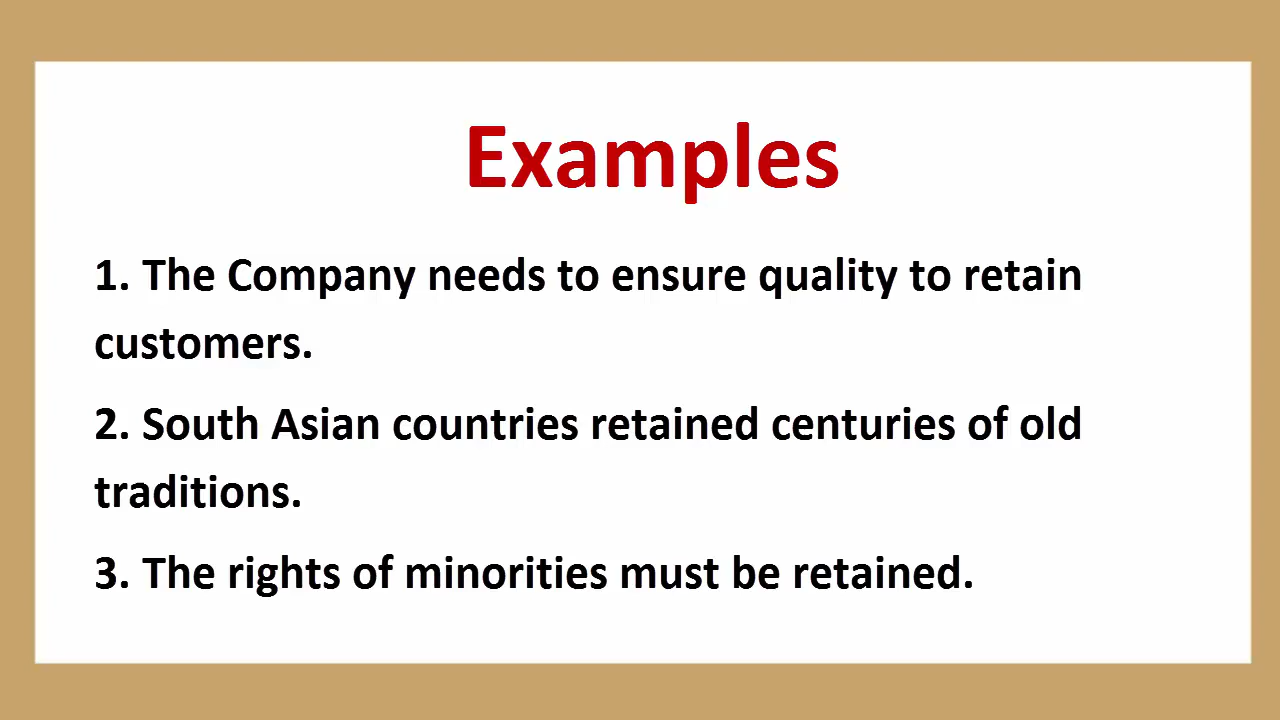 Examples
1. The Company needs to ensure quality to retain
customers.
2. South Asian countries retained centuries of old
traditions.
3. The rights of minorities must be retained.